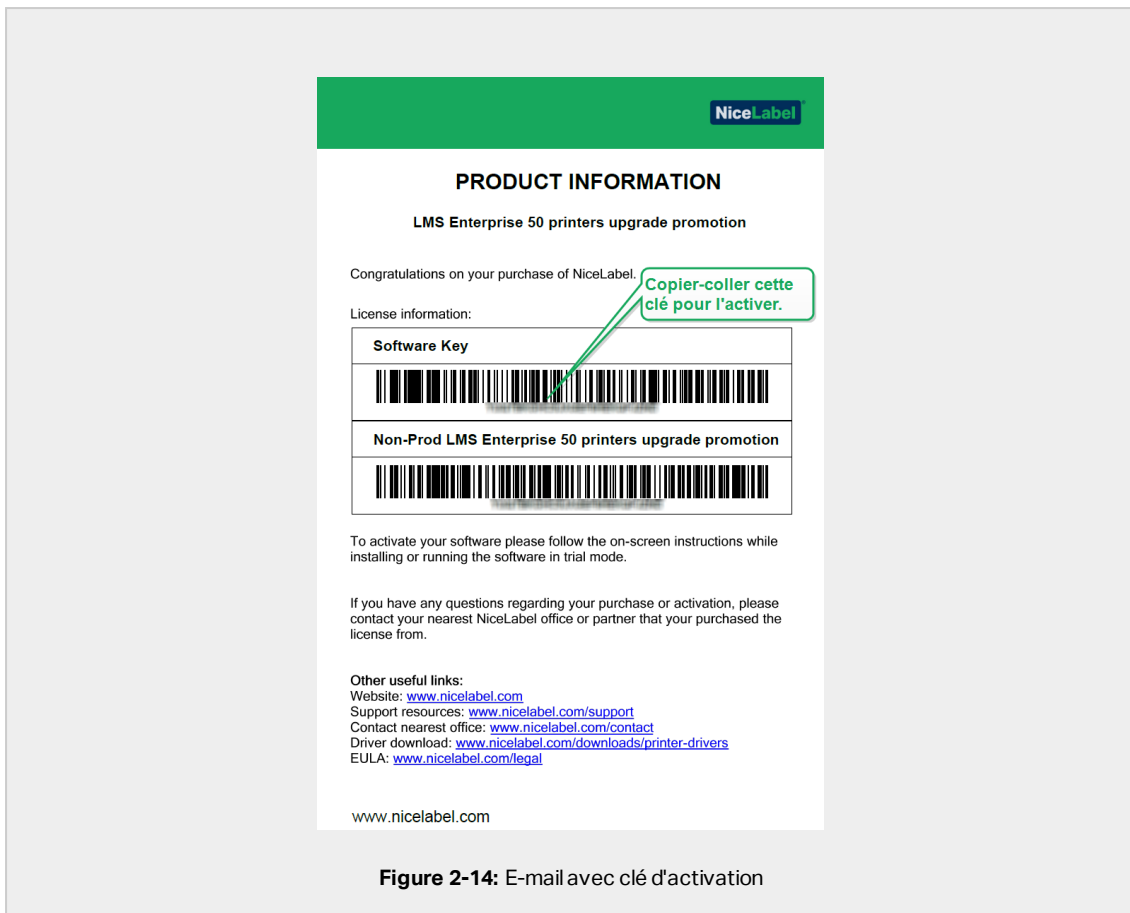 NiceLabel
PRODUCT INFORMATION
LMS Enterprise 50 printers upgrade promotion
Congratulations on your purchase of NiceLabel.
Copier-coller cette
clé pour l'activer.
License information:
Software Key
Non-Prod LMS Enterprise 50 printers upgrade promotion
To activate your software please follow the on-screen instructions while
installing or running the software in trial mode.
If you have any questions regarding your purchase or activation, please
contact your nearest NiceLabel office or partner that your purchased the
license from.
Other useful links:
Website: www.nicelabel.com
Support resources: www.nicelabel.com/support
Contact nearest office: www.nicelabel.com/contact
Driver download: www.nicelabel.com/downloads/printer-drivers
EULA: www.nicelabel.com/legal
www.nicelabel.com
Figure 2-14: E-mail avec clé d'activation